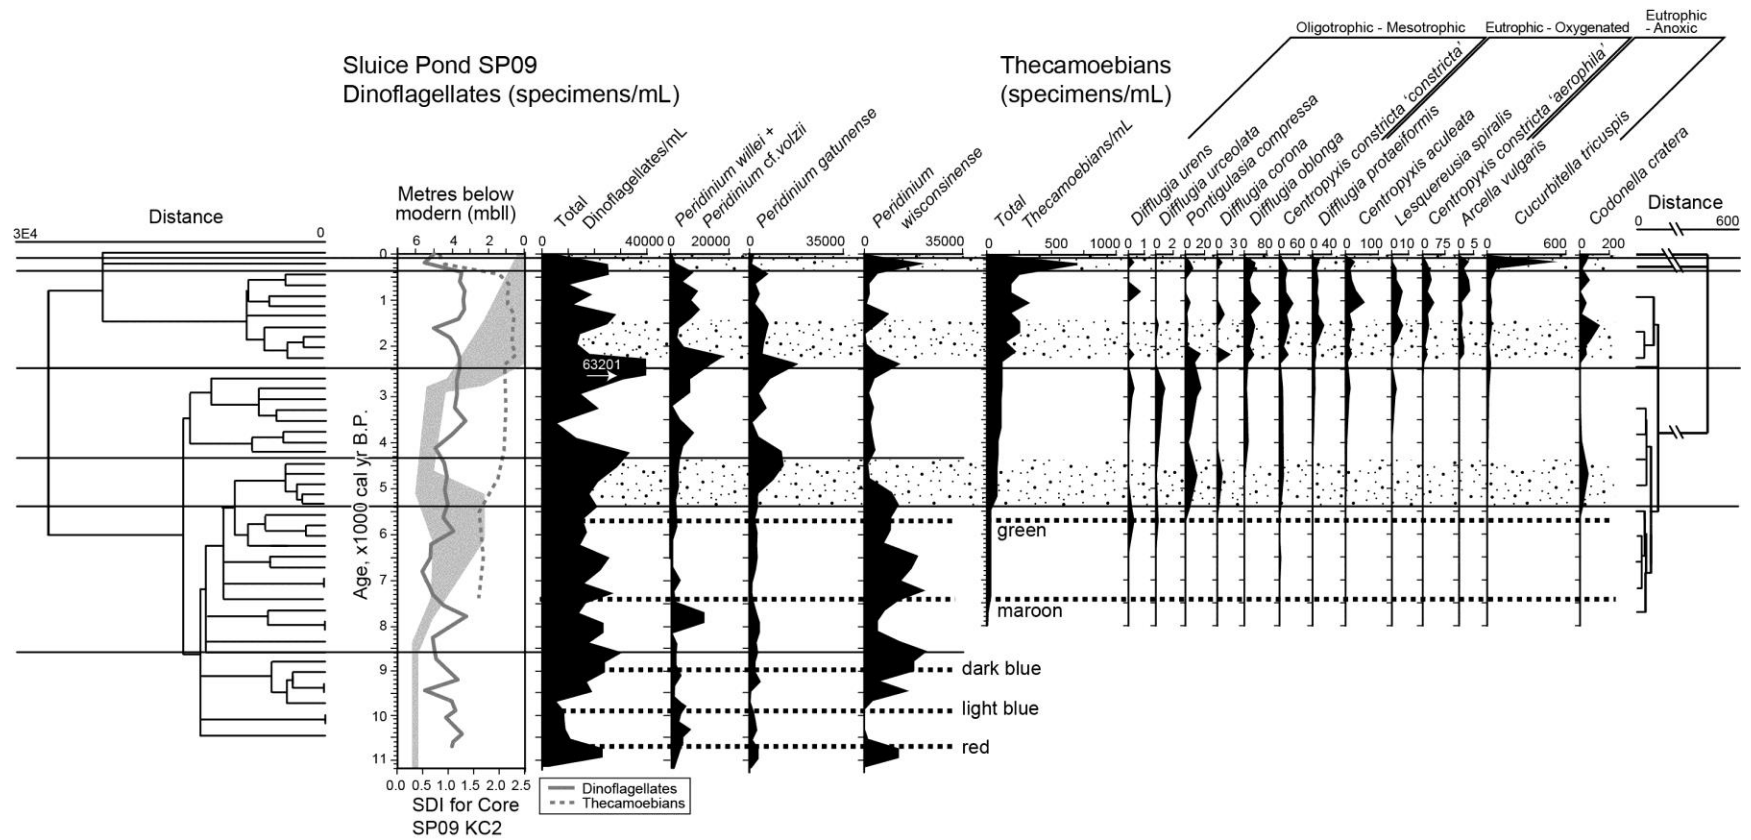 Oligotrophic - Mesotrophic
Eutrophic - Oxygenated
Eutrophic
- Anoxic
Sluice Pond SP09
Dinoflagellates (specimens/mL)
Thecamoebians
(specimens/mL)
Total
Dinoflagellates/mL
Peridinium willei +
Peridinium cf.volzii
Peridinium gatunense
Peridinium
wisconsinense
Total
Thecamoebians/mL
Difflugia urens
Difflugia urceolata
Pontigulasia compressa
Difflugia corona
Difflugia oblonga
Centropyxis constricta ‘constricta’
Difflugia protaeiformis
Centropyxis aculeata
Lesquereusia spiralis
Centropyxis constricta ‘aerophila’
Arcella vulgaris
Cucurbitella tricuspis
Codonella cratera
Distance
3E4 0
Metres below
modern (mbll)
6 4 2 0
0 40000
0 20000
0 35000
0 35000
0 500 1000
0 1
0 2
0 20
0 3
0 80
0 60
0 40
0 100
0 10
0 75
0 5
0 600
0 200
Distance
0 600
Age, x1000 cal yr B.P.
0
1
2
3
4
5
6
7
8
9
10
11
63201
green
maroon
dark blue
light blue
red
0.0 0.5 1.0 1.5 2.0 2.5
SDI for Core
SP09 KC2
Dinoflagellates
Thecamoebians